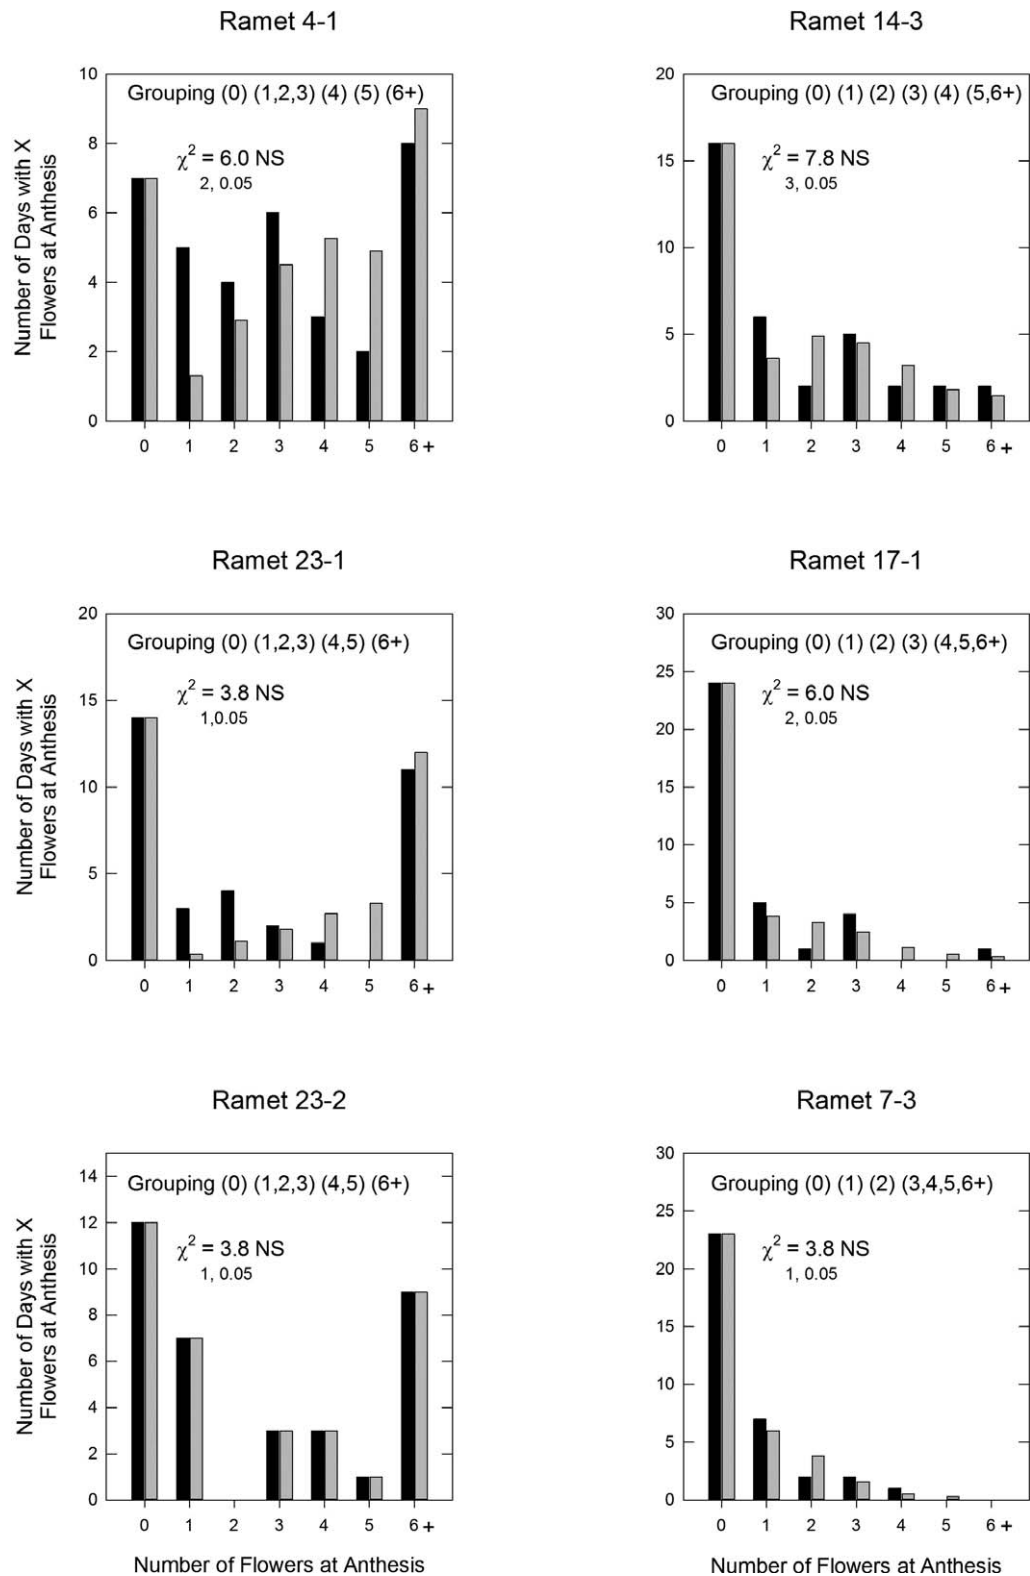 Ramet 4-1
Number of Days with X
Flowers at Anthesis
10
8
6
4
2
0
Grouping (0) (1,2,3) (4) (5) (6+)
χ² = 6.0 NS
2, 0.05
0 1 2 3 4 5 6 +
Ramet 14-3
20
15
10
5
0
Grouping (0) (1) (2) (3) (4) (5,6+)
χ² = 7.8 NS
3, 0.05
0 1 2 3 4 5 6 +
Ramet 23-1
Number of Days with X
Flowers at Anthesis
20
15
10
5
0
Grouping (0) (1,2,3) (4,5) (6+)
χ² = 3.8 NS
1,0.05
0 1 2 3 4 5 6 +
Ramet 17-1
30
25
20
15
10
5
0
Grouping (0) (1) (2) (3) (4,5,6+)
χ² = 6.0 NS
2, 0.05
0 1 2 3 4 5 6 +
Ramet 23-2
Number of Days with X
Flowers at Anthesis
14
12
10
8
6
4
2
0
Grouping (0) (1,2,3) (4,5) (6+)
χ² = 3.8 NS
1, 0.05
0 1 2 3 4 5 6 +
Number of Flowers at Anthesis
Ramet 7-3
30
25
20
15
10
5
0
Grouping (0) (1) (2) (3,4,5,6+)
χ² = 3.8 NS
1, 0.05
0 1 2 3 4 5 6 +
Number of Flowers at Anthesis